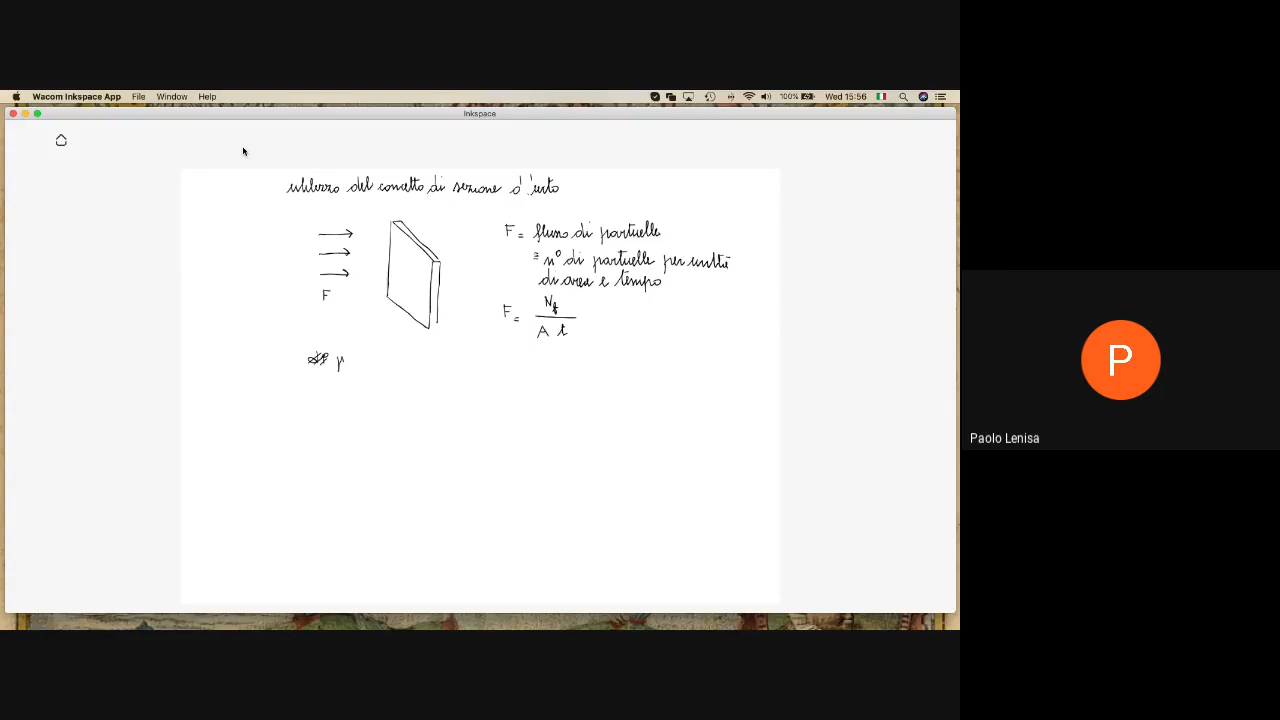 Wacom Inkspace App File Window Help 100% Wed 15:56
Inkspace
utilizzo del concetto di sezione d'urto
F = flusso di particelle
≡ n° di particelle per unità
di area e tempo
F
F = Nf / A t
μ
P
Paolo Lenisa